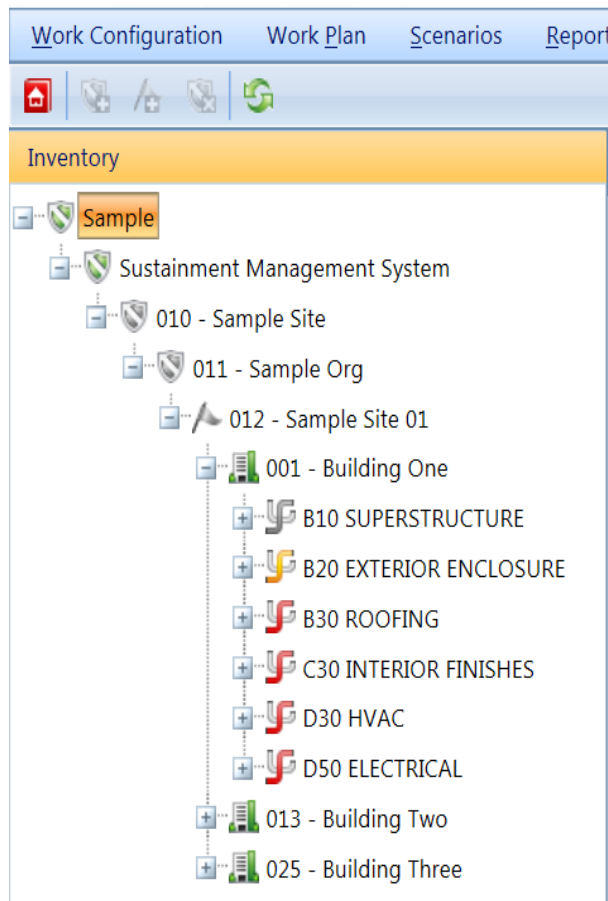 Work Configuration Work Plan Scenarios Report
Inventory
Sample
Sustainment Management System
010 - Sample Site
011 - Sample Org
012 - Sample Site 01
001 - Building One
B10 SUPERSTRUCTURE
B20 EXTERIOR ENCLOSURE
B30 ROOFING
C30 INTERIOR FINISHES
D30 HVAC
D50 ELECTRICAL
013 - Building Two
025 - Building Three